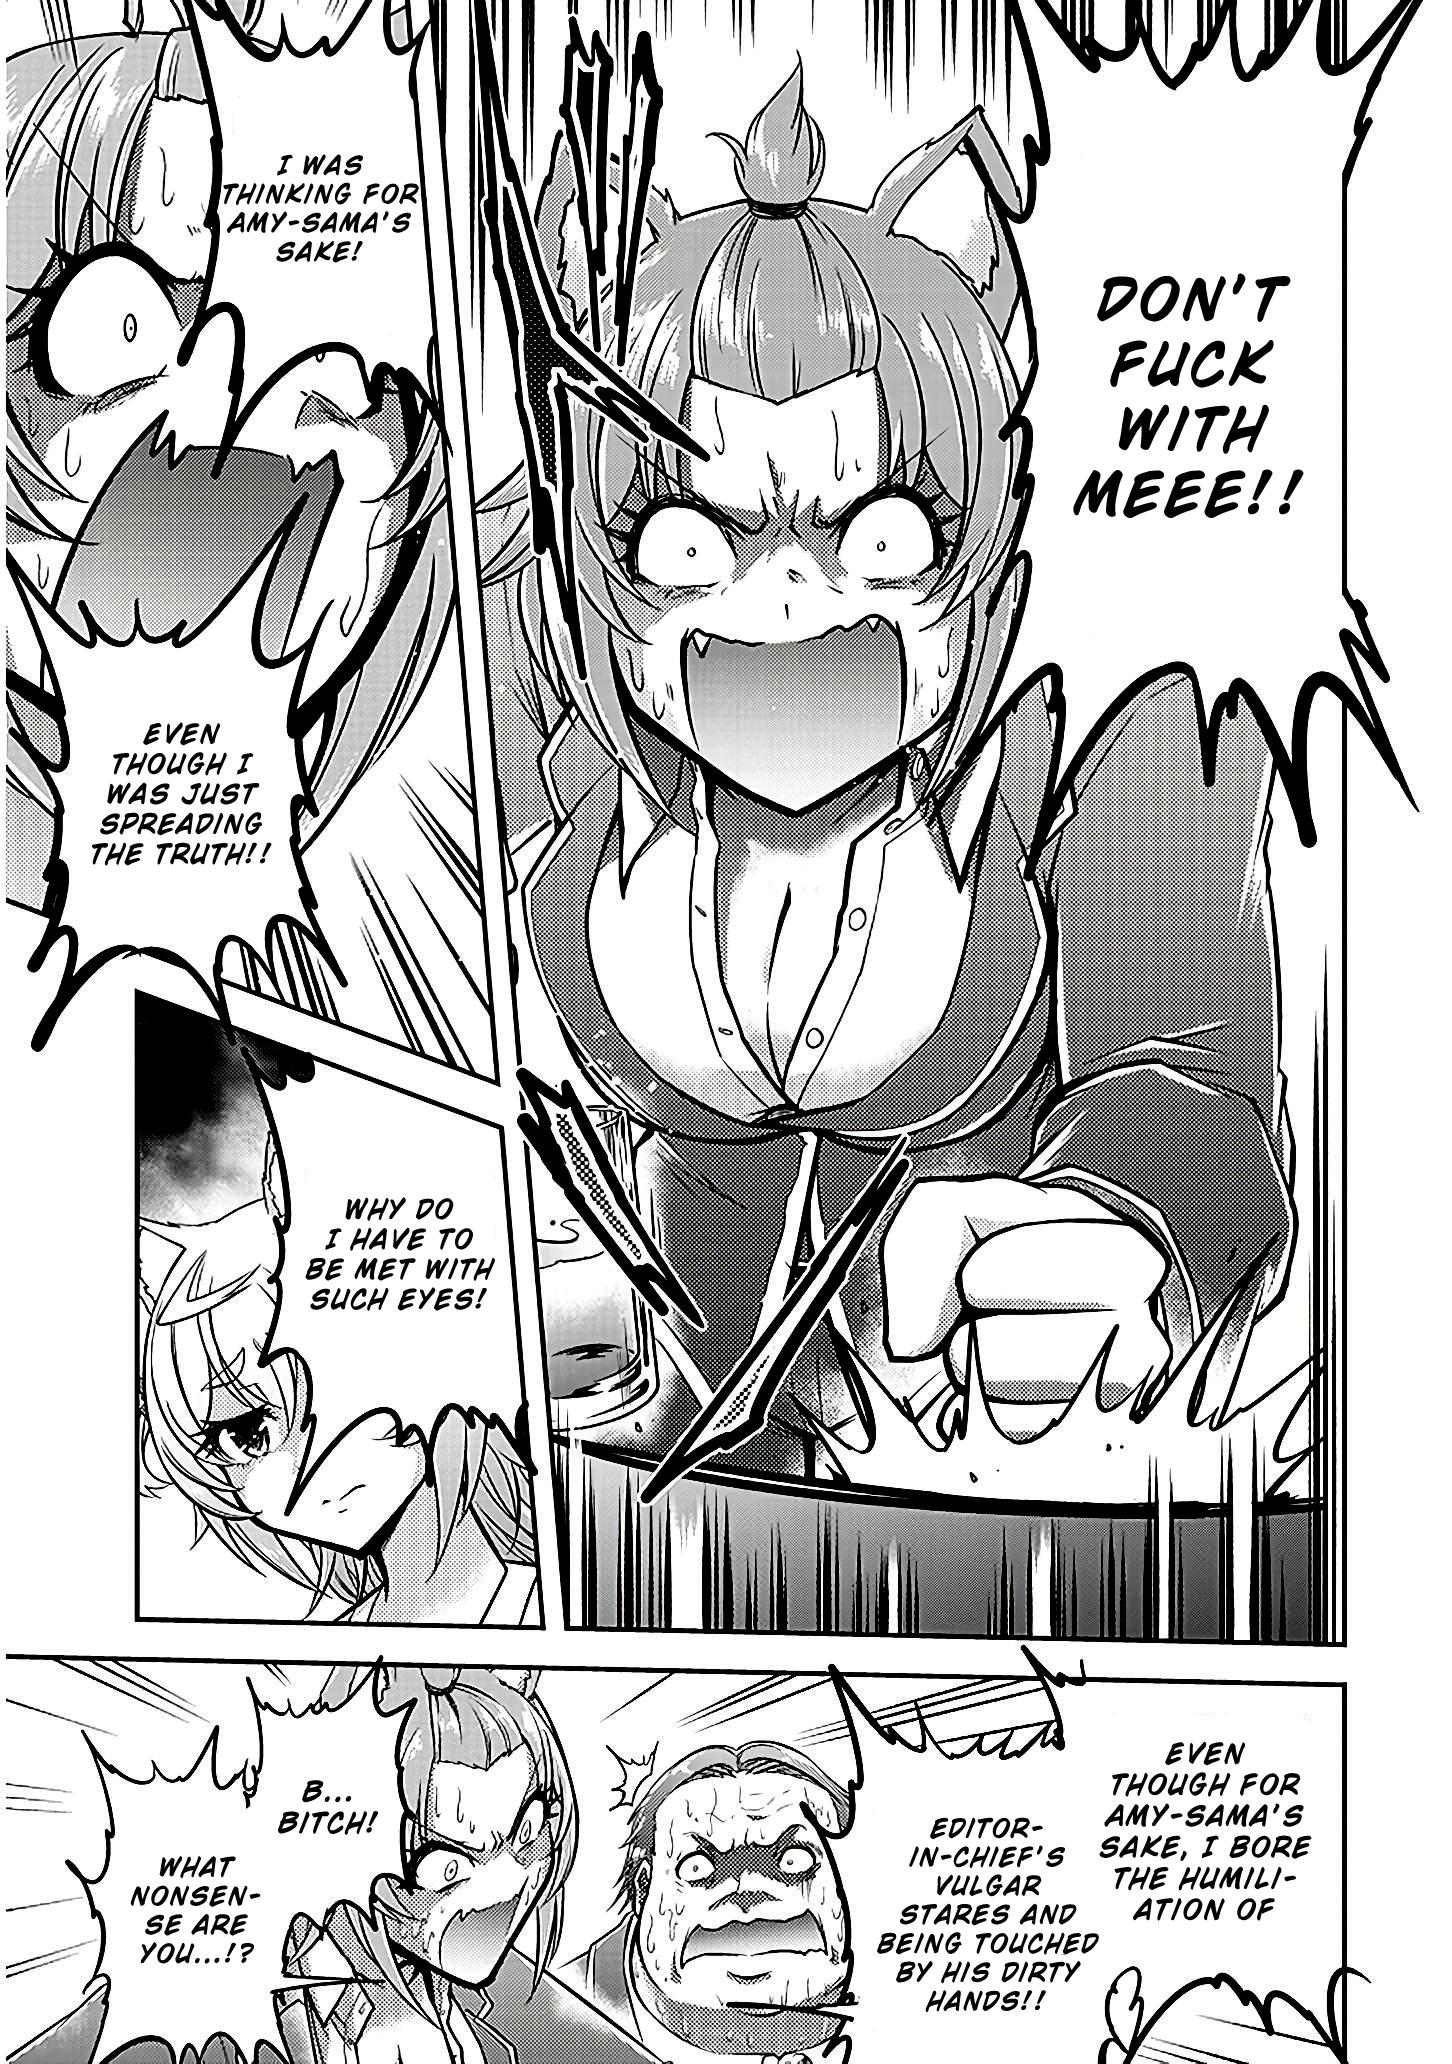 DON'T
FUCK
WITH
MEEE!!
I WAS
THINKING FOR
AMY-SAMA'S
SAKE!
EVEN
THOUGH I
WAS JUST
SPREADING
THE TRUTH!!
WHY DO
I HAVE TO
BE MET WITH
SUCH EYES!
EVEN
THOUGH FOR
AMY-SAMA'S
SAKE, I BORE
THE HUMILI-
ATION OF
EDITOR-
IN-CHIEF'S
VULGAR
STARES AND
BEING TOUCHED
BY HIS DIRTY
HANDS!!
B...
BITCH!
WHAT
NONSEN-
SE ARE
YOU...!?